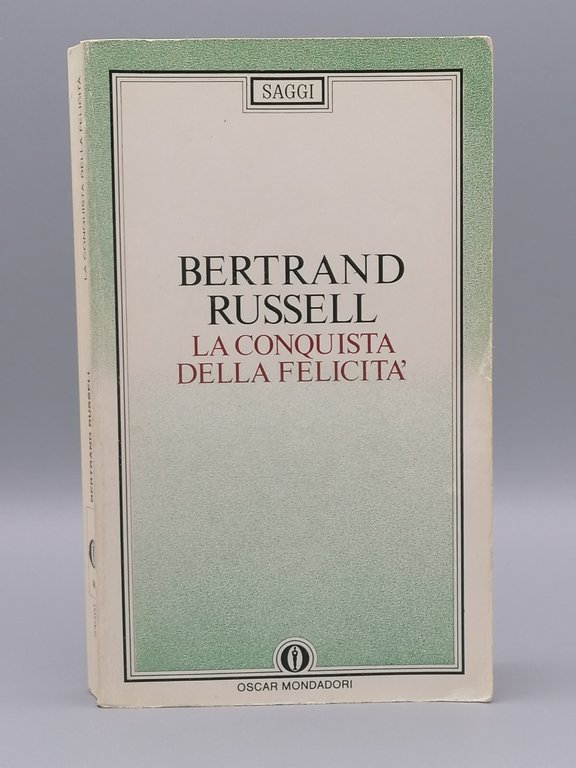 SAGGI
BERTRAND
RUSSELL
LA CONQUISTA
DELLA FELICITA'
OSCAR MONDADORI
LA CONQUISTA DELLA FELICITÀ
BERTRAND RUSSELL